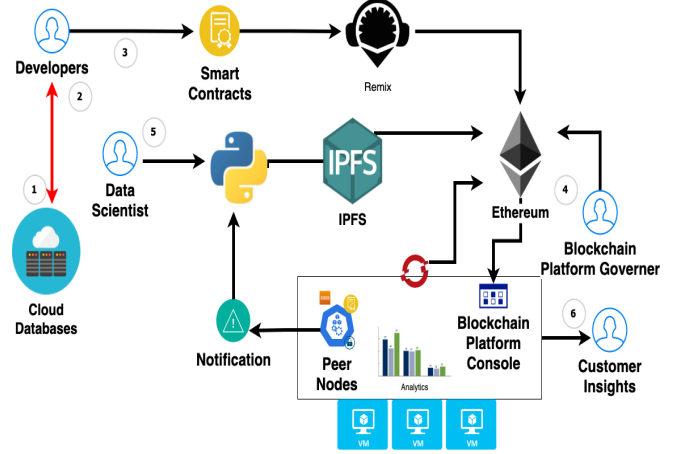 Developers
3
Smart
Contracts
Remix
2
5
Data
Scientist
IPFS
IPFS
Ethereum
4
Blockchain
Platform Governer
1
Cloud
Databases
Notification
Peer
Nodes
Analytics
Blockchain
Platform
Console
6
Customer
Insights
VM
VM
VM